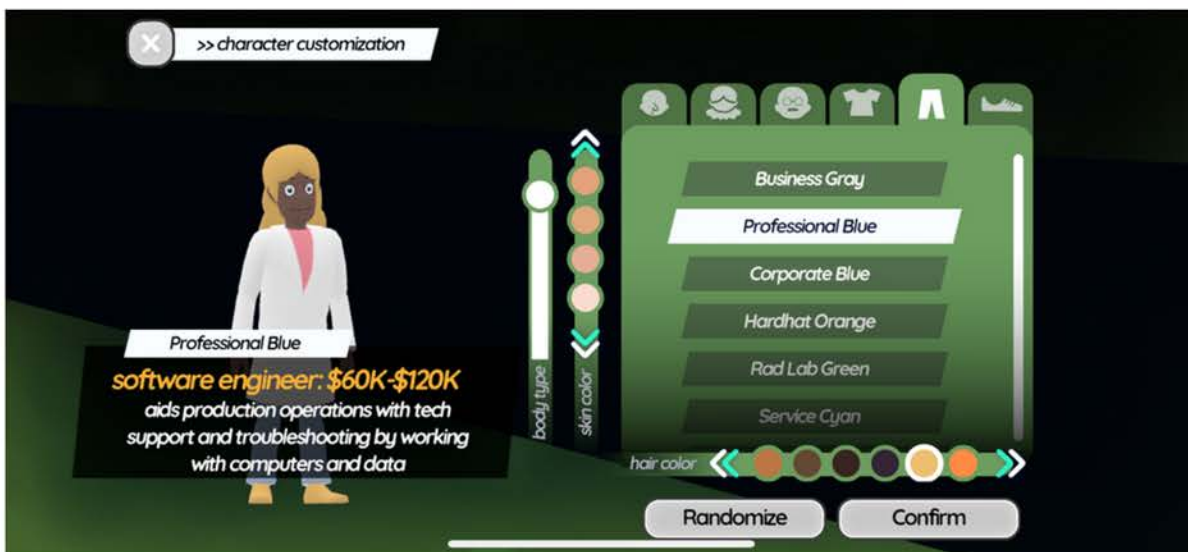 >> character customization
Business Gray
Professional Blue
Corporate Blue
Hardhat Orange
Rad Lab Green
Service Cyan
Professional Blue
software engineer: $60K-$120K
aids production operations with tech
support and troubleshooting by working
with computers and data
body type
skin color
hair color
Randomize
Confirm